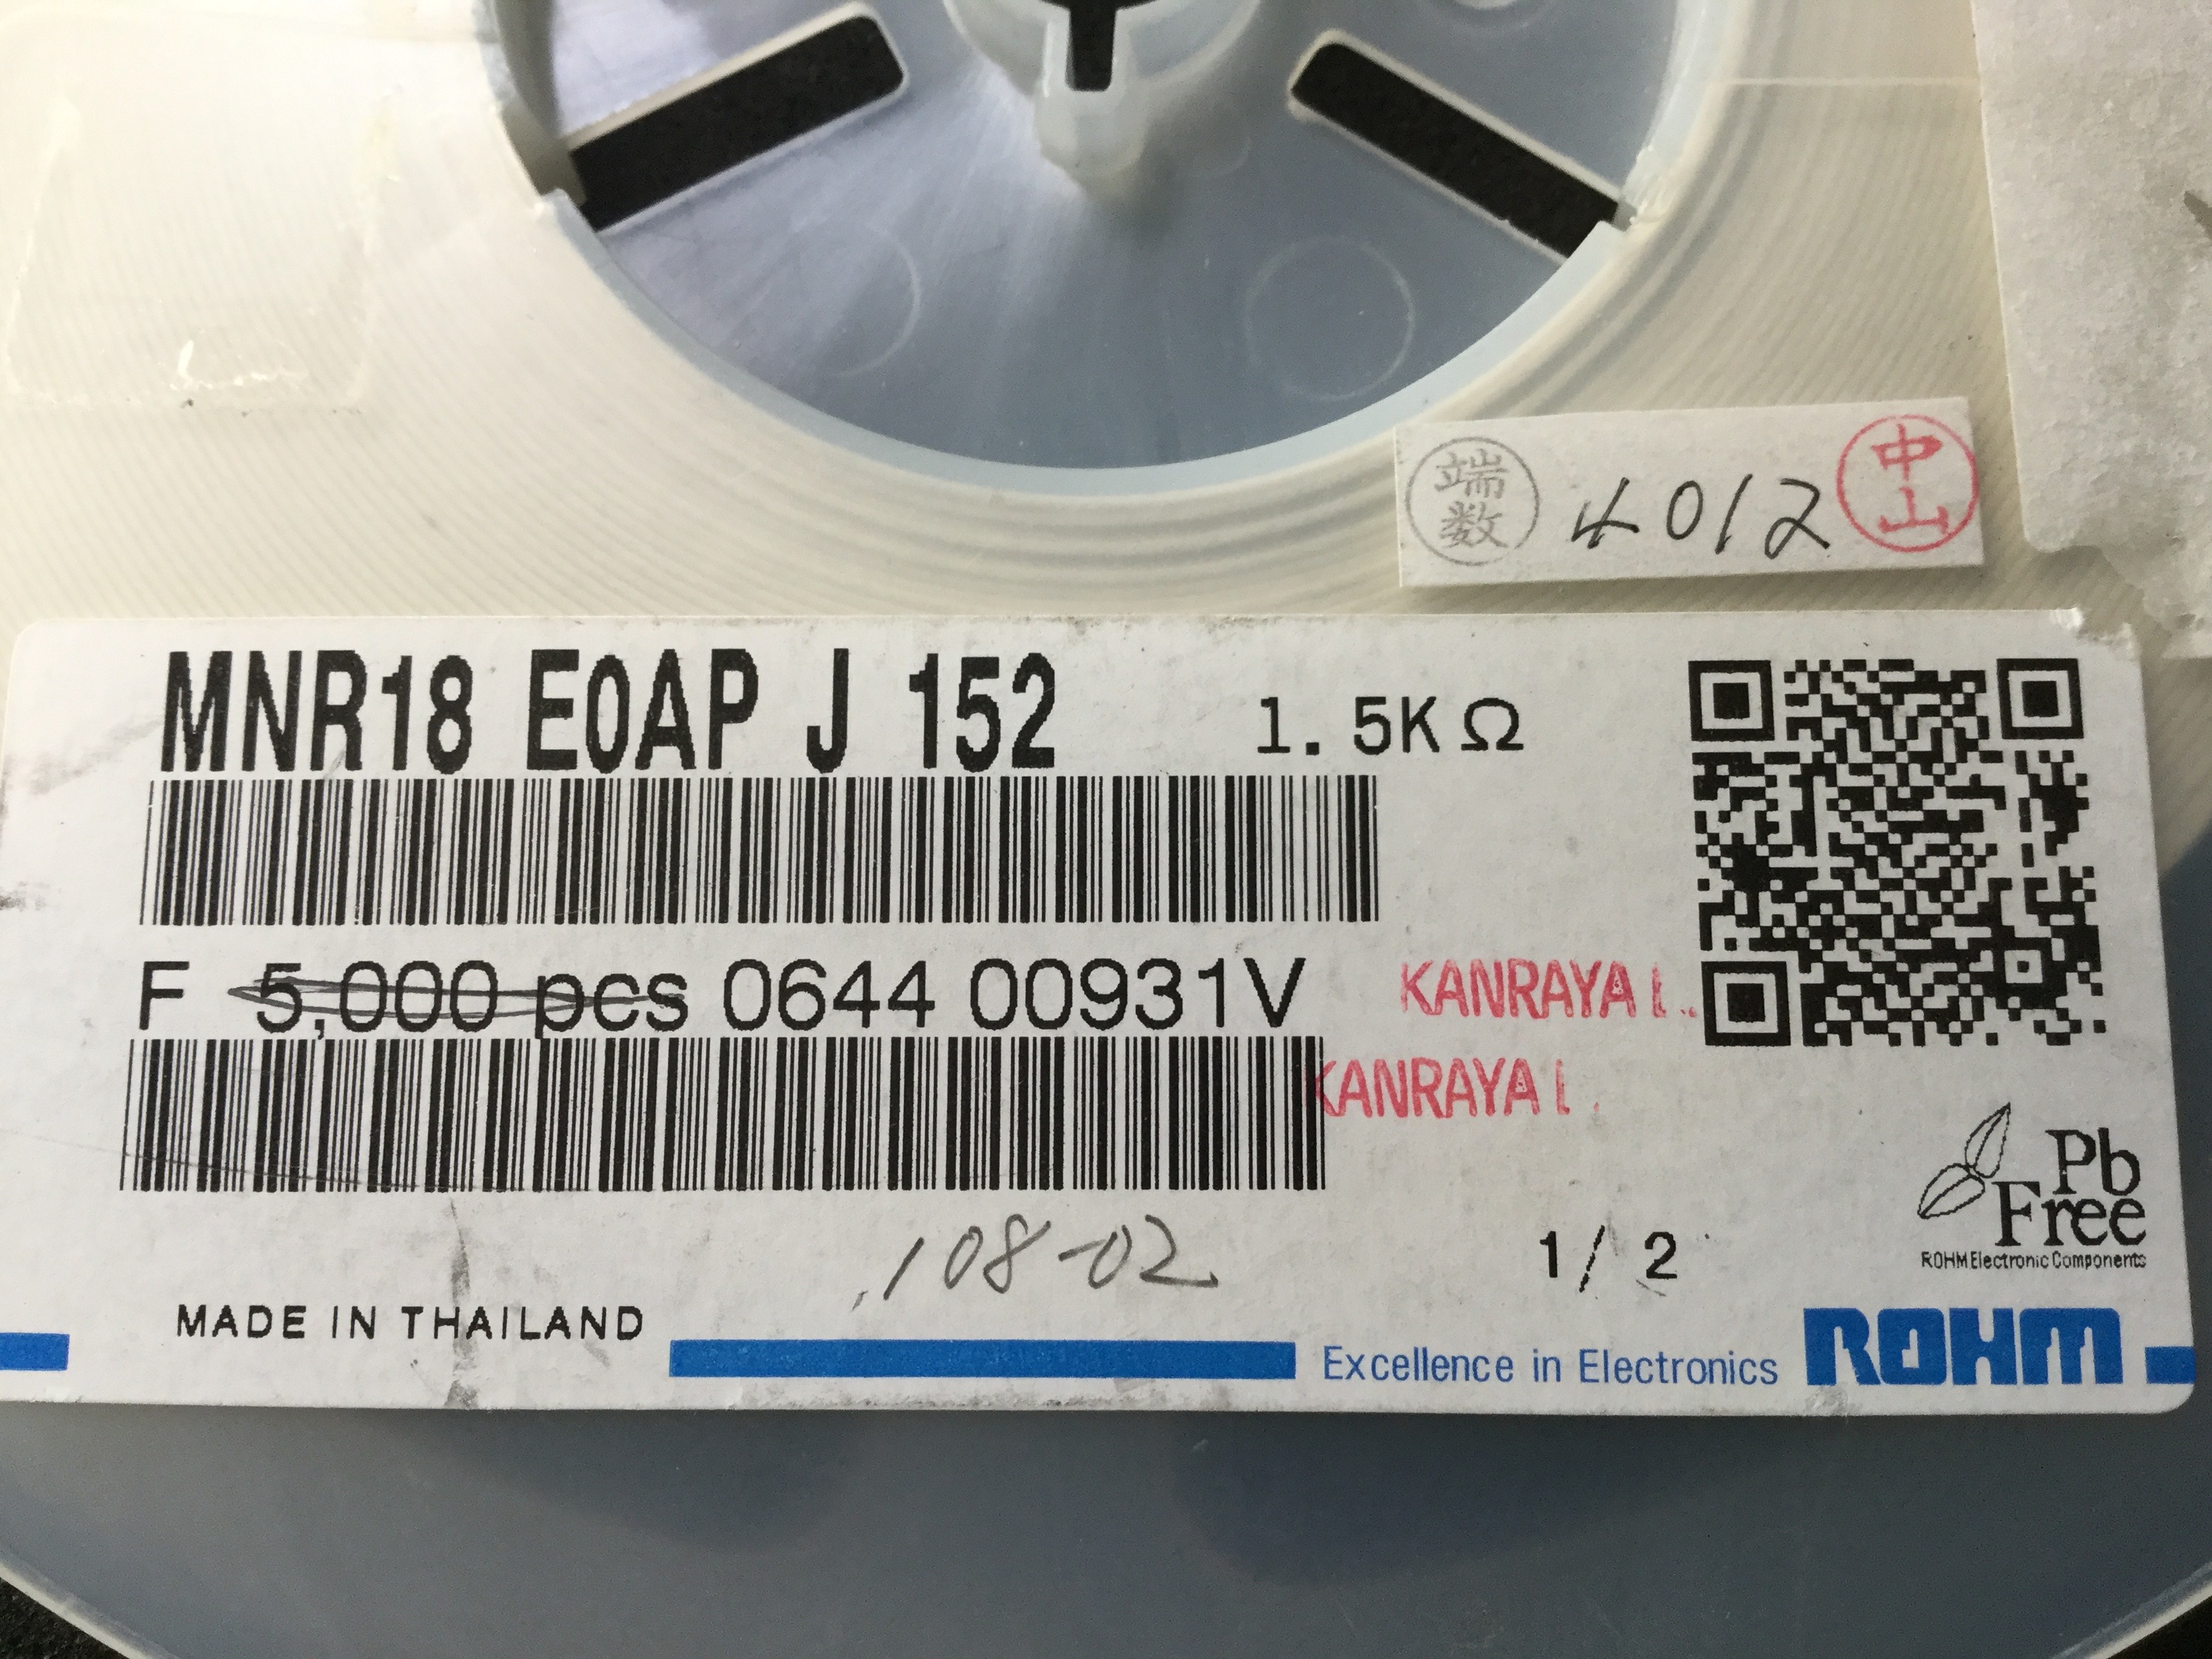 端数 4012 中山
MNR18 E0AP J 152 1.5KΩ
F 5,000 pcs 0644 00931V
KANRAYA L.
KANRAYA L.
108-02
1/ 2
Pb
Free
ROHM Electronic Components
MADE IN THAILAND
Excellence in Electronics ROHM